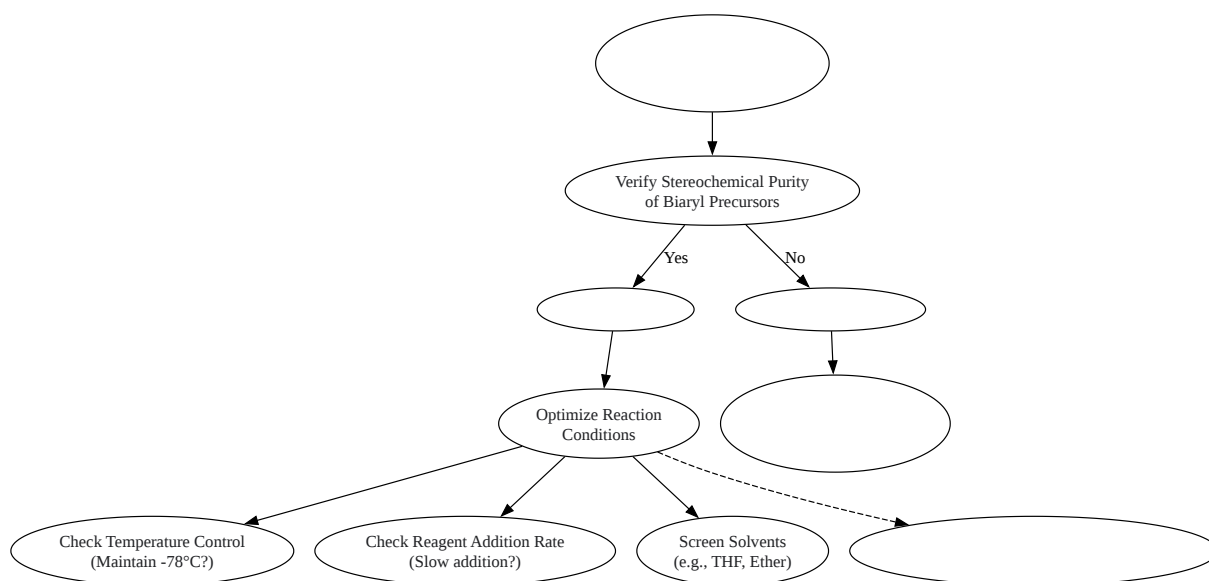 Verify Stereochemical Purity
of Biaryl Precursors
Yes
No
Optimize Reaction
Conditions
Check Temperature Control
(Maintain -78°C?)
Check Reagent Addition Rate
(Slow addition?)
Screen Solvents
(e.g., THF, Ether)